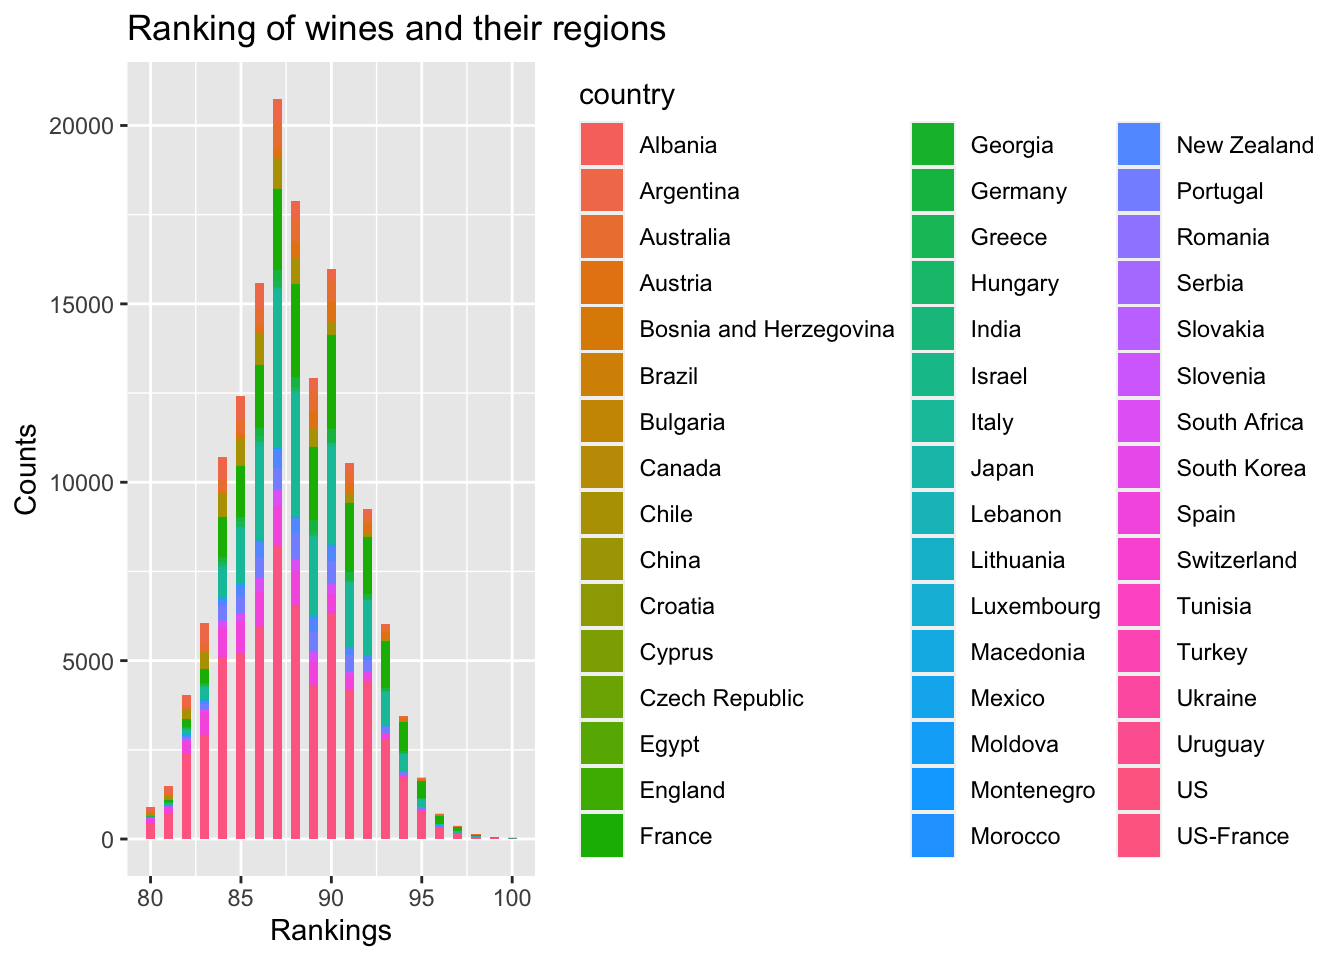 Ranking of wines and their regions
Counts
20000
15000
10000
5000
0
80 85 90 95 100
Rankings
country
Albania
Argentina
Australia
Austria
Bosnia and Herzegovina
Brazil
Bulgaria
Canada
Chile
China
Croatia
Cyprus
Czech Republic
Egypt
England
France
Georgia
Germany
Greece
Hungary
India
Israel
Italy
Japan
Lebanon
Lithuania
Luxembourg
Macedonia
Mexico
Moldova
Montenegro
Morocco
New Zealand
Portugal
Romania
Serbia
Slovakia
Slovenia
South Africa
South Korea
Spain
Switzerland
Tunisia
Turkey
Ukraine
Uruguay
US
US-France